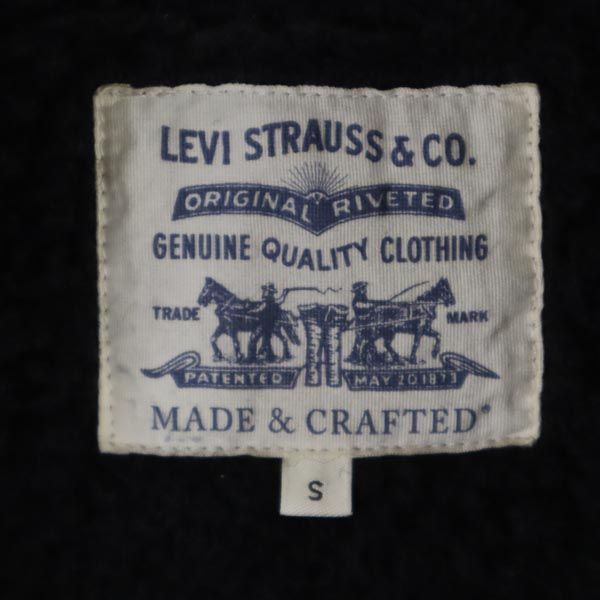 LEVI STRAUSS & CO.
ORIGINAL RIVETED
GENUINE QUALITY CLOTHING
TRADE MARK
PATENTED MAY 20 1873
MADE & CRAFTED®
S